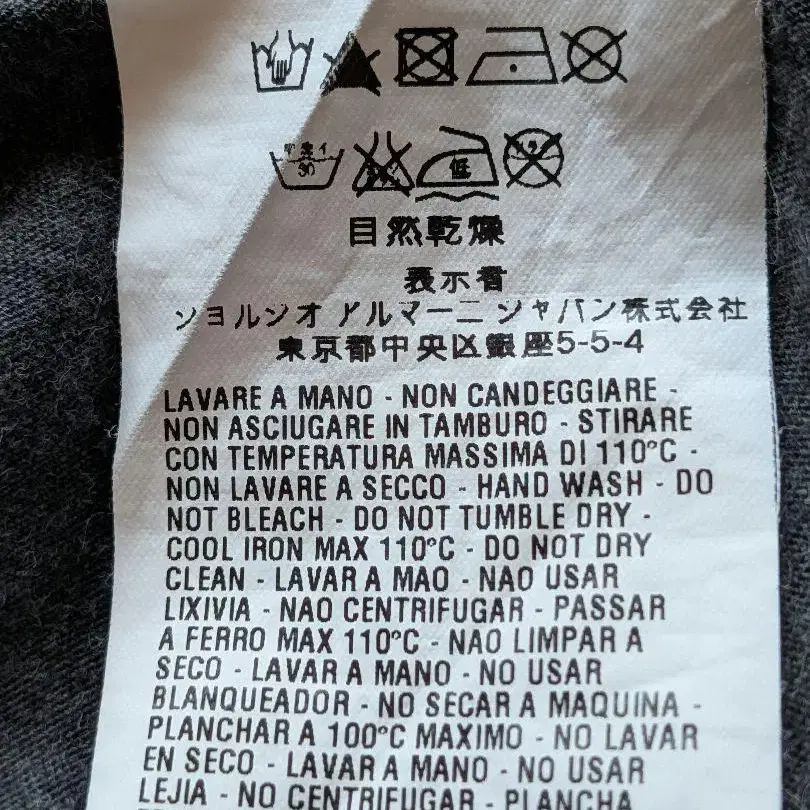 低
自然乾燥
表示者
ジョルジオ アルマーニ ジャパン株式会社
東京都中央区銀座5-5-4
LAVARE A MANO - NON CANDEGGIARE -
NON ASCIUGARE IN TAMBURO - STIRARE
CON TEMPERATURA MASSIMA DI 110°C -
NON LAVARE A SECCO - HAND WASH - DO
NOT BLEACH - DO NOT TUMBLE DRY -
COOL IRON MAX 110°C - DO NOT DRY
CLEAN - LAVAR A MAO - NAO USAR
LIXIVIA - NAO CENTRIFUGAR - PASSAR
A FERRO MAX 110°C - NAO LIMPAR A
SECO - LAVAR A MANO - NO USAR
BLANQUEADOR - NO SECAR A MAQUINA -
PLANCHAR A 100°C MAXIMO - NO LAVAR
EN SECO - LAVAR A MANO - NO USAR
LEJIA - NO CENTRIFUGAR - PLANCHA